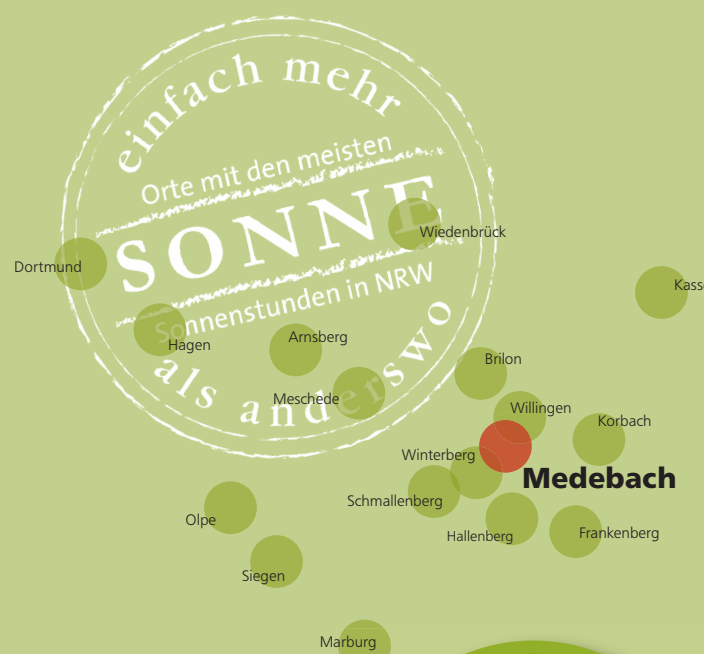 einfach mehr
Orte mit den meisten
SONNE
Sonnenstunden in NRW
als anderswo
Wiedenbrück
Dortmund
Kass
Hagen
Arnsberg
Brilon
Meschede
Willingen
Korbach
Winterberg
Medebach
Schmallenberg
Olpe
Hallenberg
Frankenberg
Siegen
Marburg